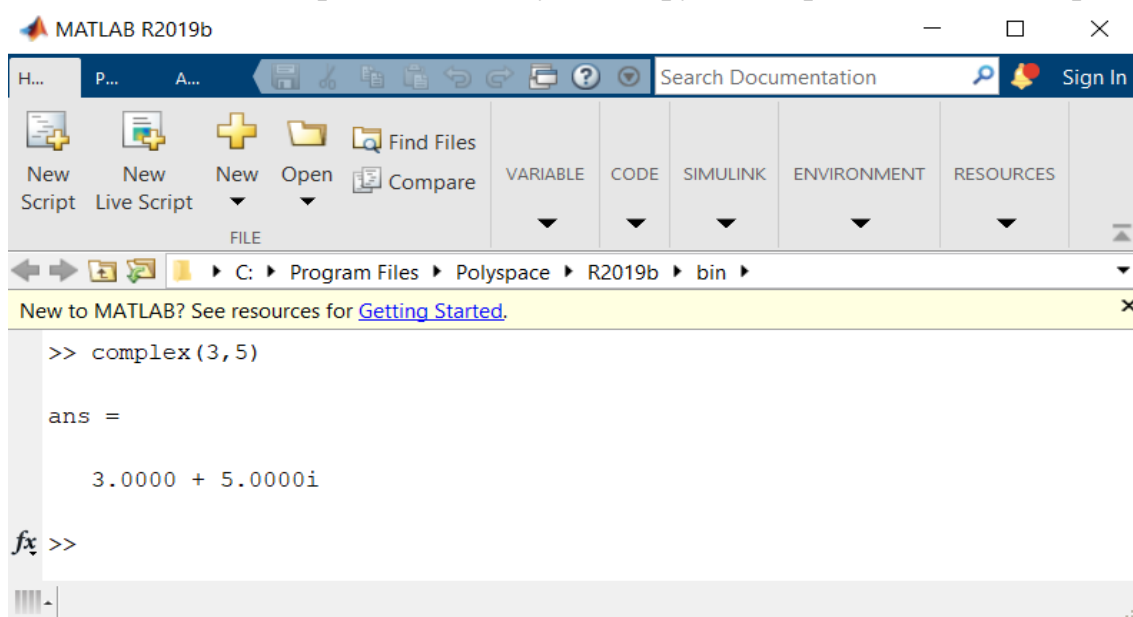 MATLAB R2019b
H... P... A... Search Documentation Sign In
New Script
New Live Script
New
Open
Find Files
Compare
FILE
VARIABLE
CODE
SIMULINK
ENVIRONMENT
RESOURCES
C: Program Files Polyspace R2019b bin
New to MATLAB? See resources for Getting Started.
>> complex(3,5)
ans =
3.0000 + 5.0000i
fx >>